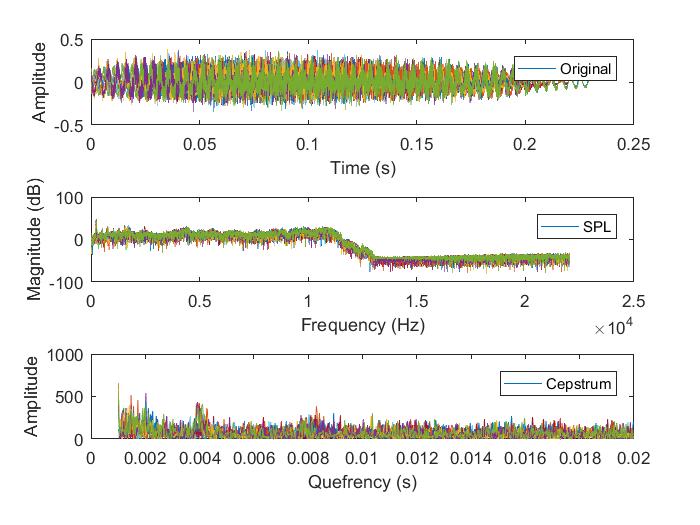 0.5
0
-0.5
Amplitude
Original
0 0.05 0.1 0.15 0.2 0.25
Time (s)
100
0
-100
Magnitude (dB)
SPL
0 0.5 1 1.5 2 2.5
Frequency (Hz)
×10^4
1000
500
0
Amplitude
Cepstrum
0 0.002 0.004 0.006 0.008 0.01 0.012 0.014 0.016 0.018 0.02
Quefrency (s)